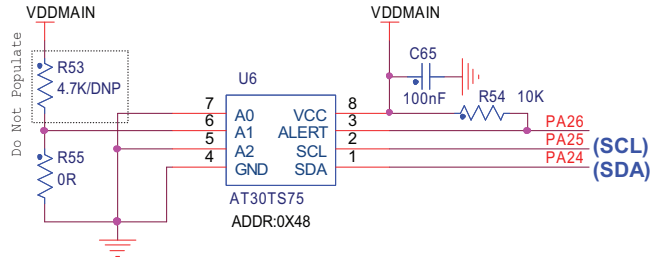 VDDMAIN
VDDMAIN
Do Not Populate
R53
4.7K/DNP
C65
100nF
U6
R54 10K
7 A0 VCC 8
6 A1 ALERT 3 PA26
5 A2 SCL 2 PA25 (SCL)
4 GND SDA 1 PA24 (SDA)
R55
0R
AT30TS75
ADDR:0X48